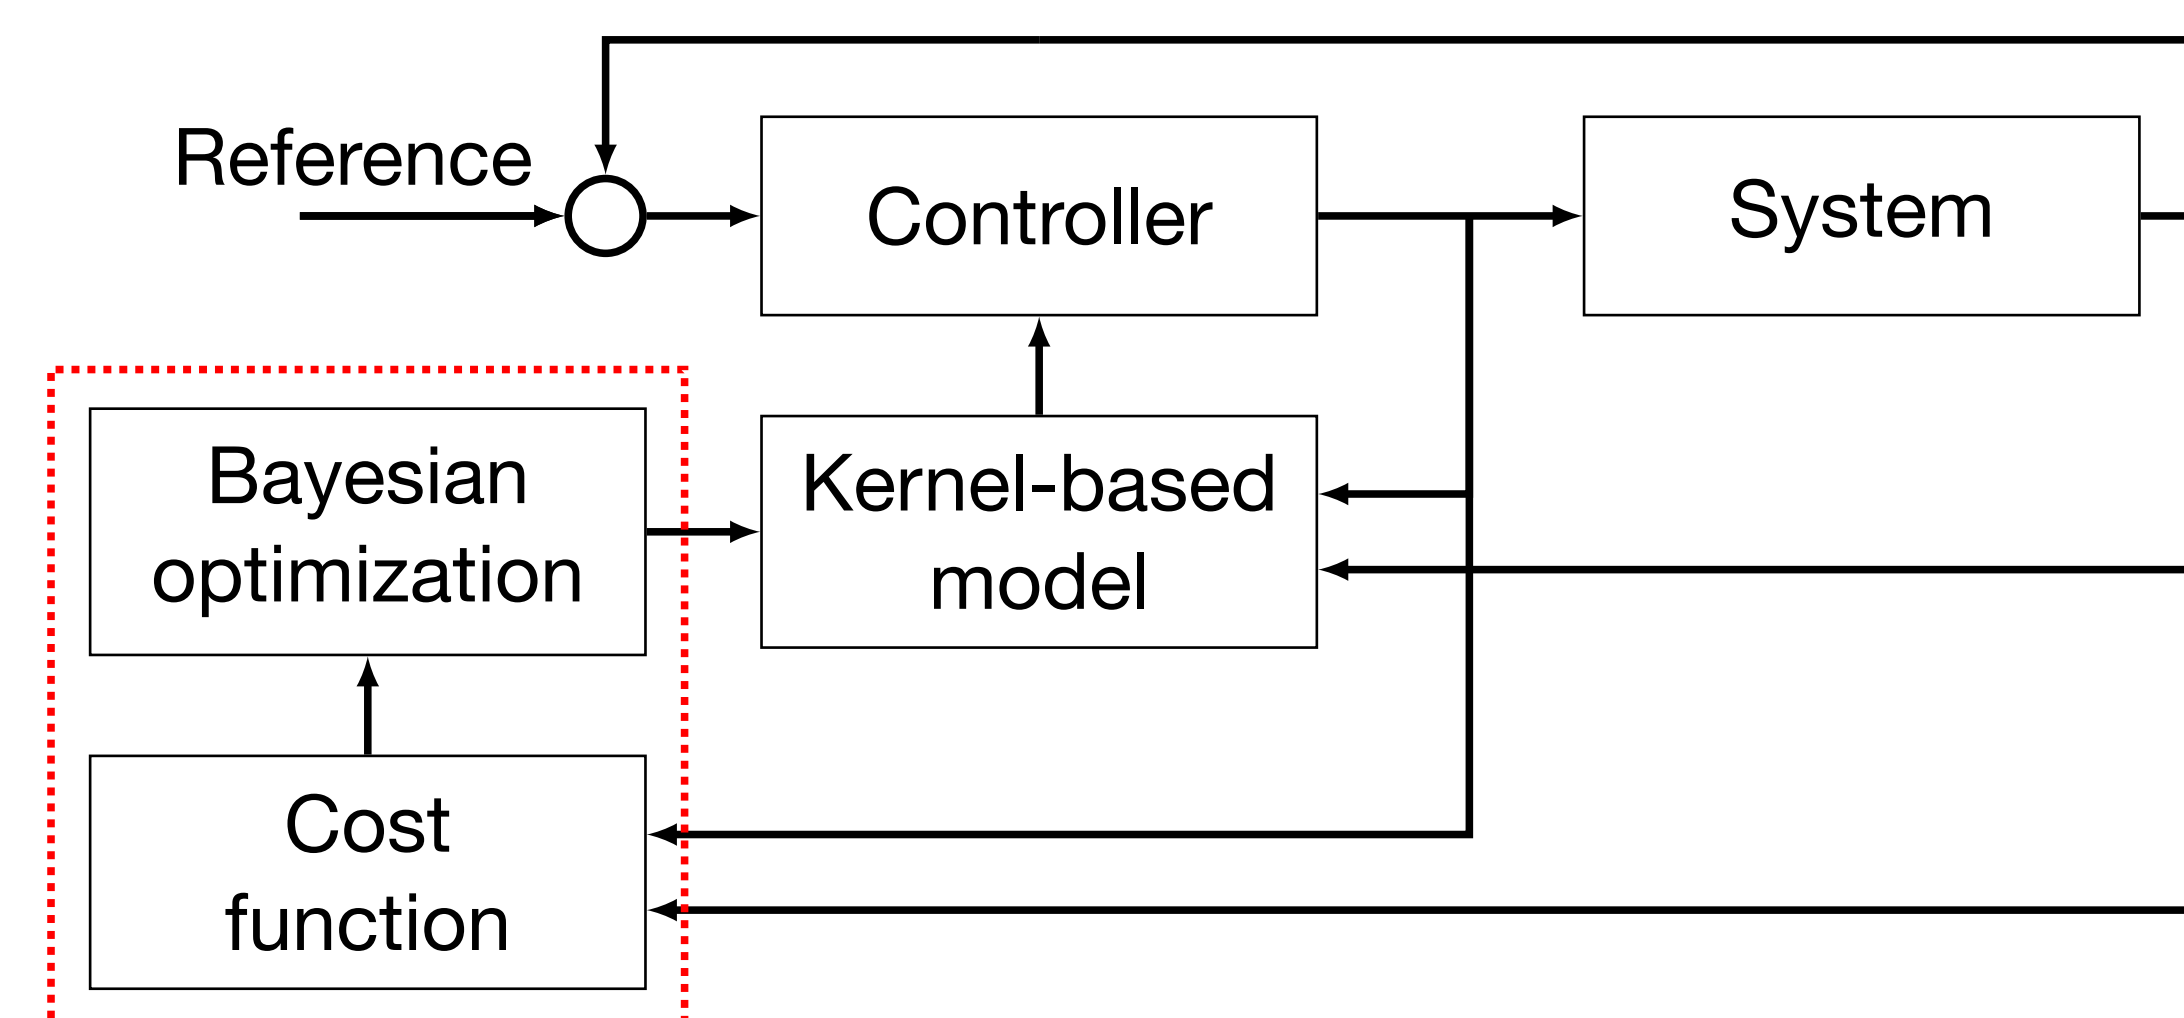 Reference
Controller
System
Bayesian
optimization
Kernel-based
model
Cost
function